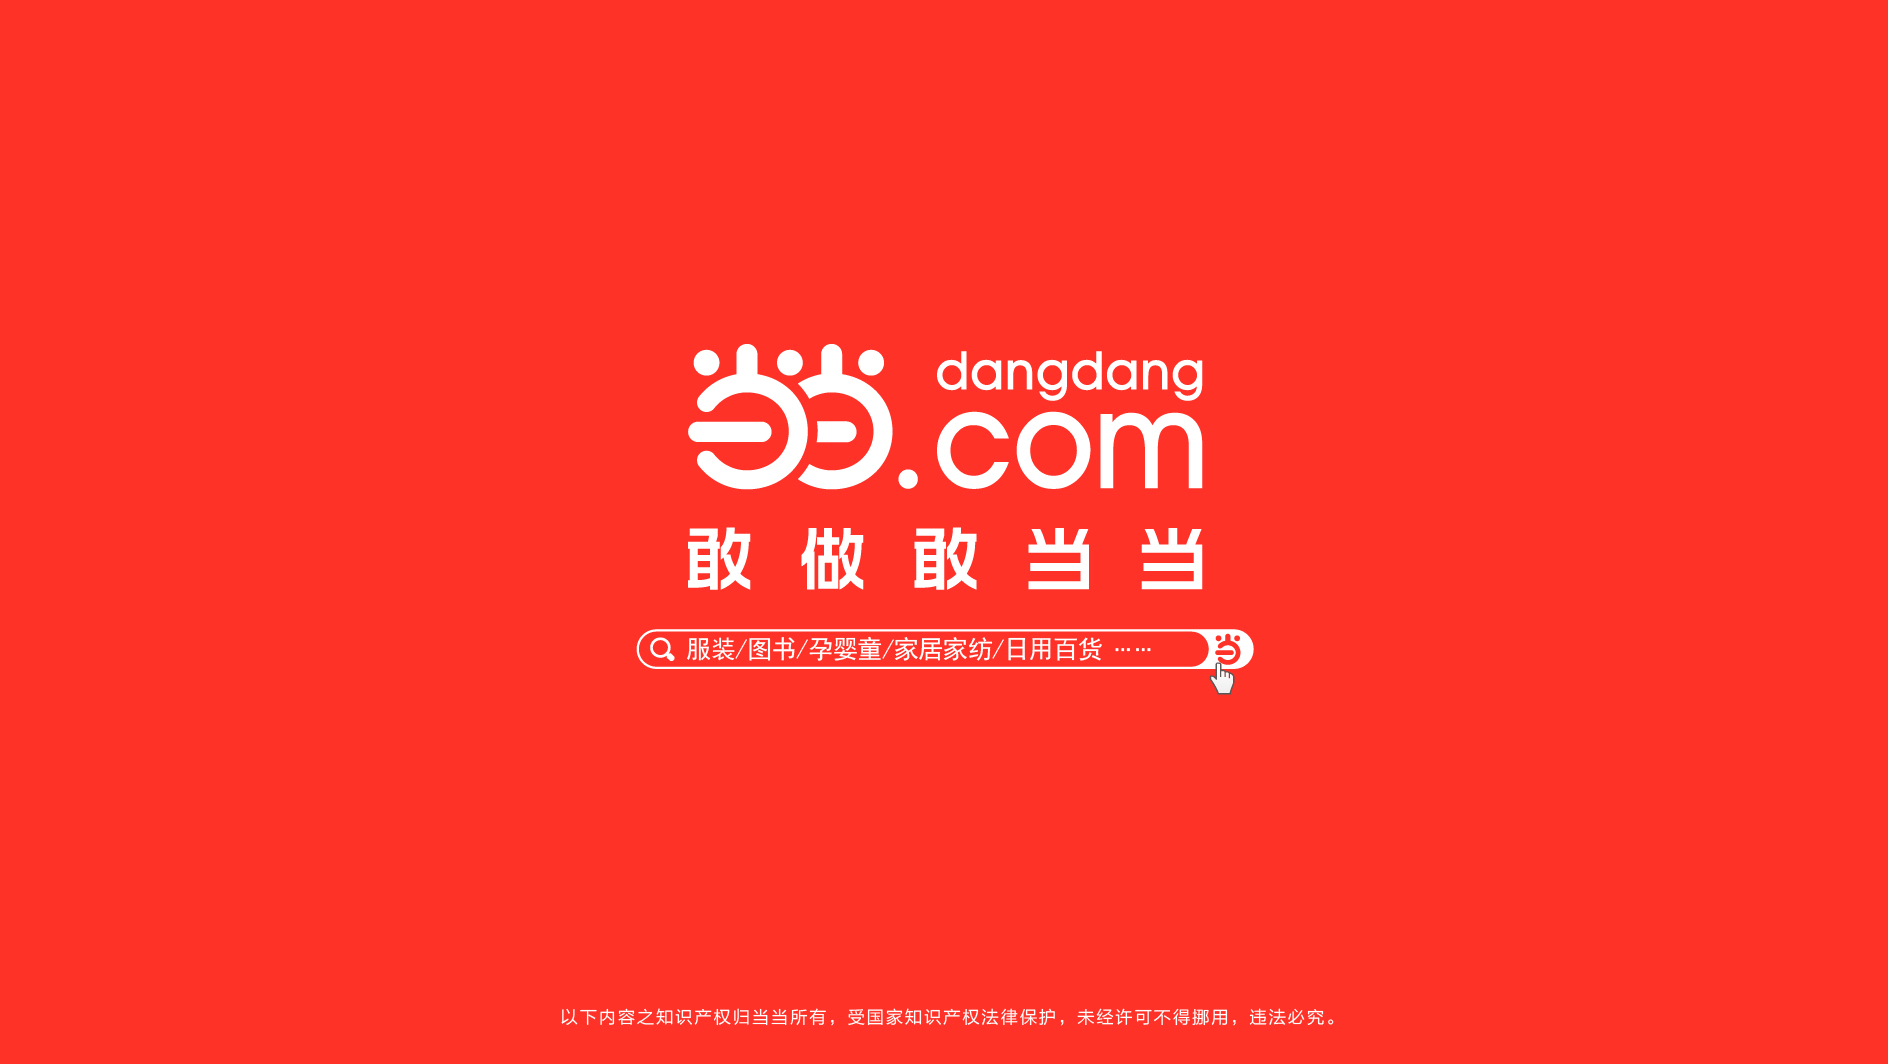 当当.dangdang
com
敢做敢当当
服装/图书/孕婴童/家居家纺/日用百货 ……
当
以下内容之知识产权归当当所有，受国家知识产权法律保护，未经许可不得挪用，违法必究。